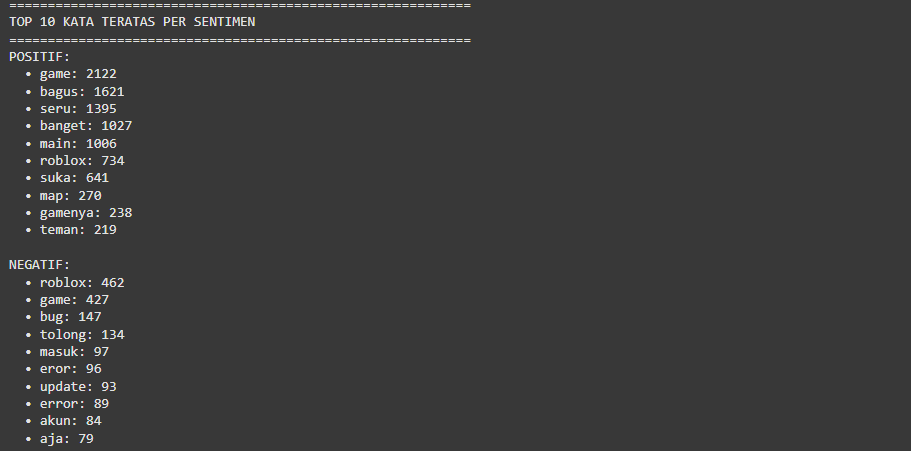 ============================================================
TOP 10 KATA TERATAS PER SENTIMEN
============================================================
POSITIF:
• game: 2122
• bagus: 1621
• seru: 1395
• banget: 1027
• main: 1006
• roblox: 734
• suka: 641
• map: 270
• gamenya: 238
• teman: 219
NEGATIF:
• roblox: 462
• game: 427
• bug: 147
• tolong: 134
• masuk: 97
• eror: 96
• update: 93
• error: 89
• akun: 84
• aja: 79